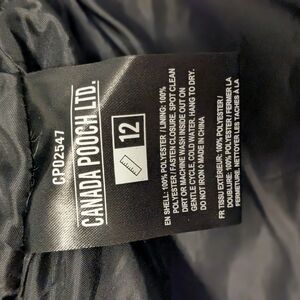 CPU2547
CANADA POOCH LTD.
12
EN SHELL: 100% POLYESTER / LINING: 100%
POLYESTER / FASTEN CLOSURE. SPOT CLEAN
DIRT OR MACHINE WASH INSIDE OUT ON
GENTLE CYCLE, COLD WATER. HANG TO DRY.
DO NOT IRON MADE IN CHINA
FR TISSU EXTÉRIEUR: 100% POLYESTER /
DOUBLURE: 100% POLYESTER / FERMER LA
FERMETURE. NETTOYER LES TACHES À LA